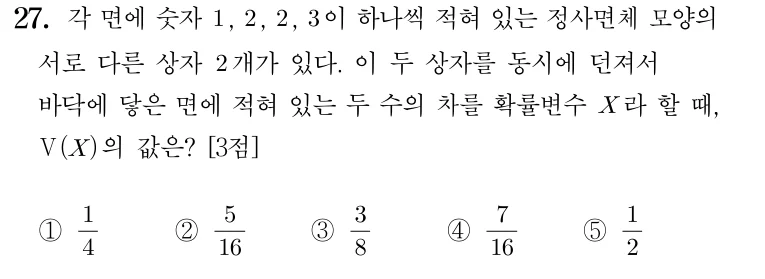 27. 각 면에 숫자 1, 2, 2, 3이 하나씩 적혀 있는 정사면체 모양의
서로 다른 상자 2개가 있다. 이 두 상자를 동시에 던져서
바닥에 닿은 면에 적혀 있는 두 수의 차를 확률변수 X라 할 때,
V(X)의 값은? [3점]
① 1/4 ② 5/16 ③ 3/8 ④ 7/16 ⑤ 1/2